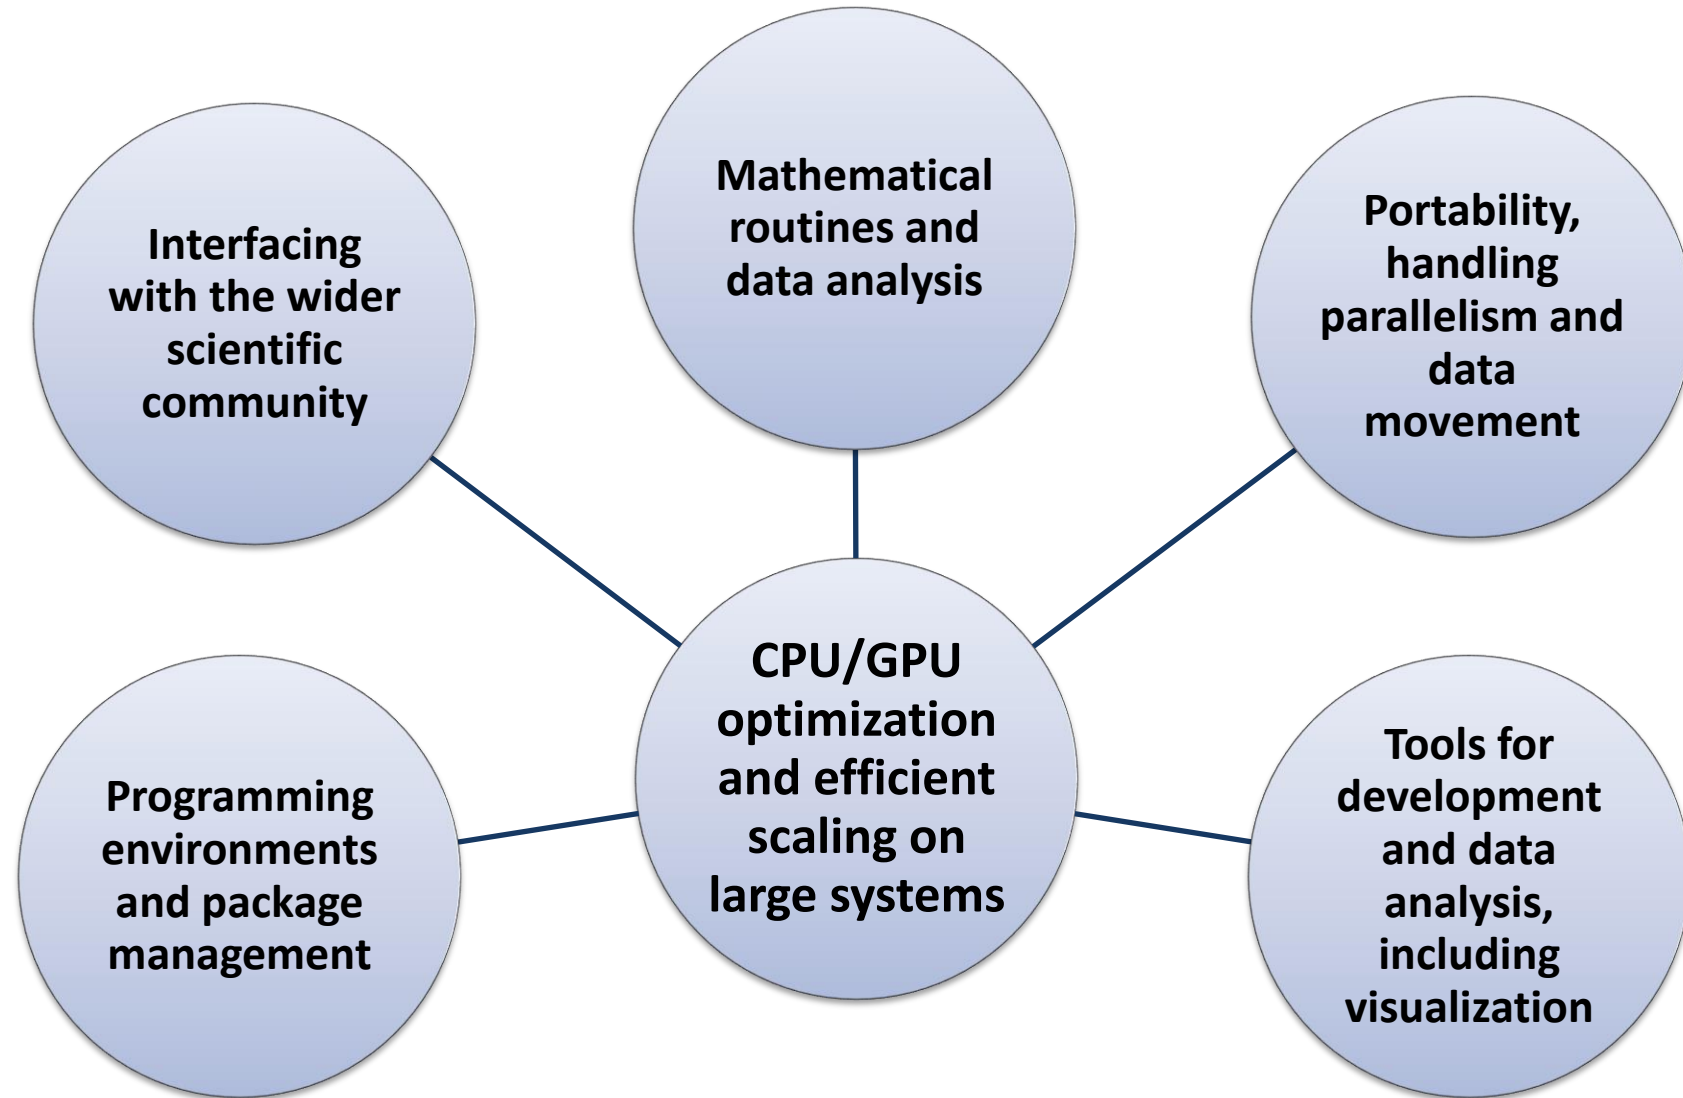 Interfacing
with the wider
scientific
community
Mathematical
routines and
data analysis
Portability,
handling
parallelism and
data
movement
Programming
environments
and package
management
CPU/GPU
optimization
and efficient
scaling on
large systems
Tools for
development
and data
analysis,
including
visualization